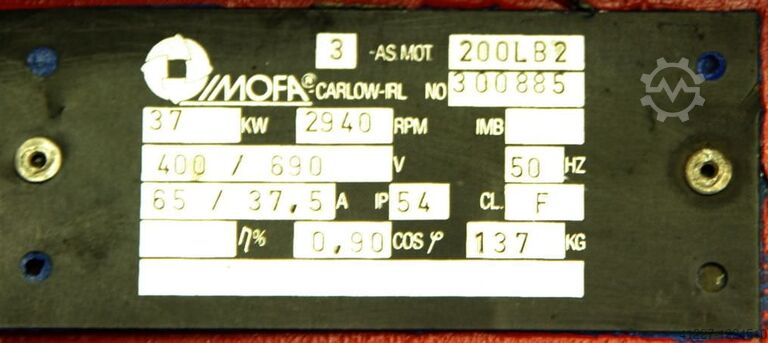 3 -AS. MOT. 200LB2
IMOFA® CARLOW-IRL NO 300885
37 KW 2940 RPM IMB
400 / 690 V 50 HZ
65 / 37,5 A IP 54 CL. F
η% 0,90 COS φ 137 KG